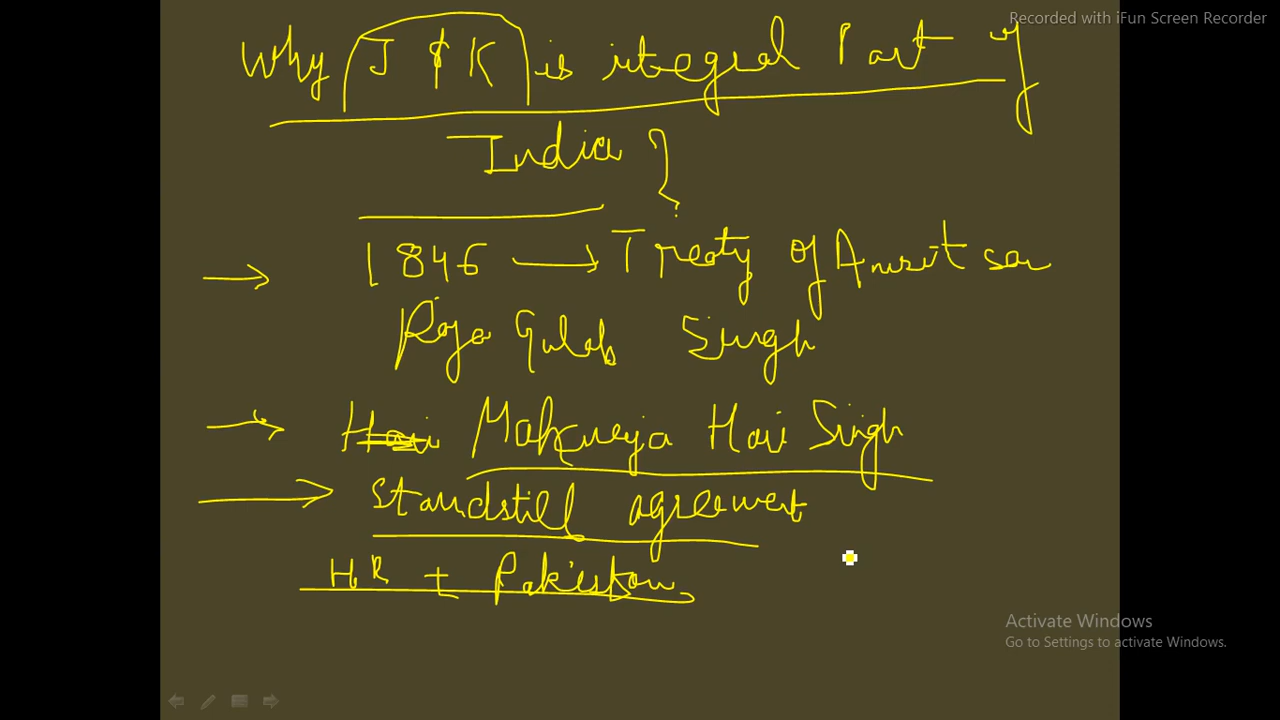 Recorded with iFun Screen Recorder
Why J & K is integral Part of
India ?
→ 1846 → Treaty of Amritsar
Raja Gulab Singh
→ Hari Maharaja Hari Singh
→ Standstill agreement
HR + Pakistan
Activate Windows
Go to Settings to activate Windows.